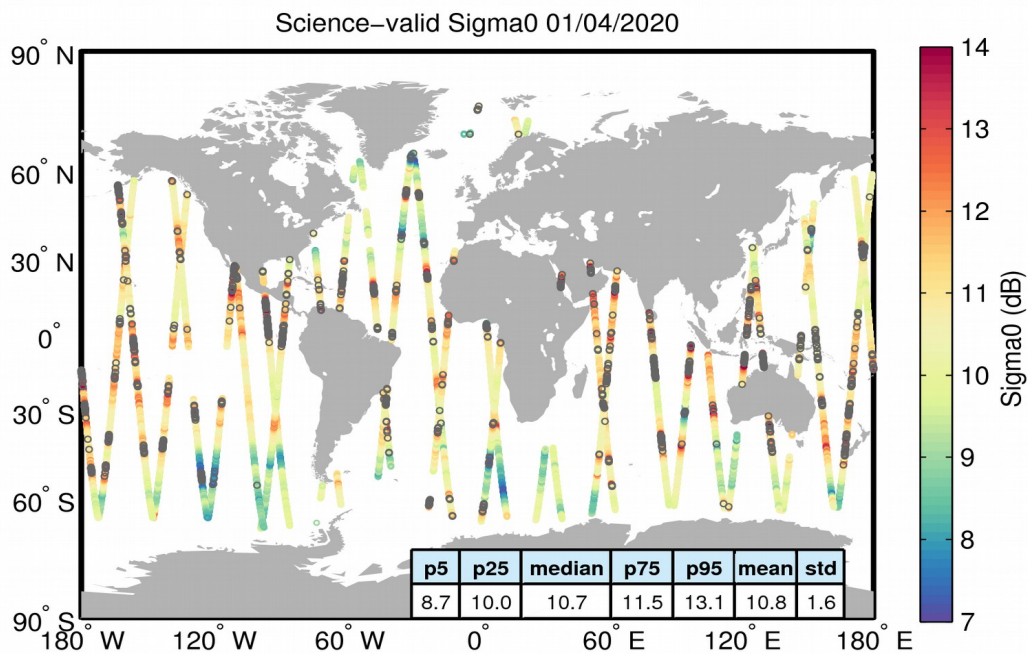 Science−valid Sigma0 01/04/2020
90° N
60° N
30° N
0°
30° S
60° S
90° S
180° W
120° W
60° W
0°
60° E
120° E
180° E
p5 p25 median p75 p95 mean std
8.7 10.0 10.7 11.5 13.1 10.8 1.6
14
13
12
11
10
9
8
7
Sigma0 (dB)